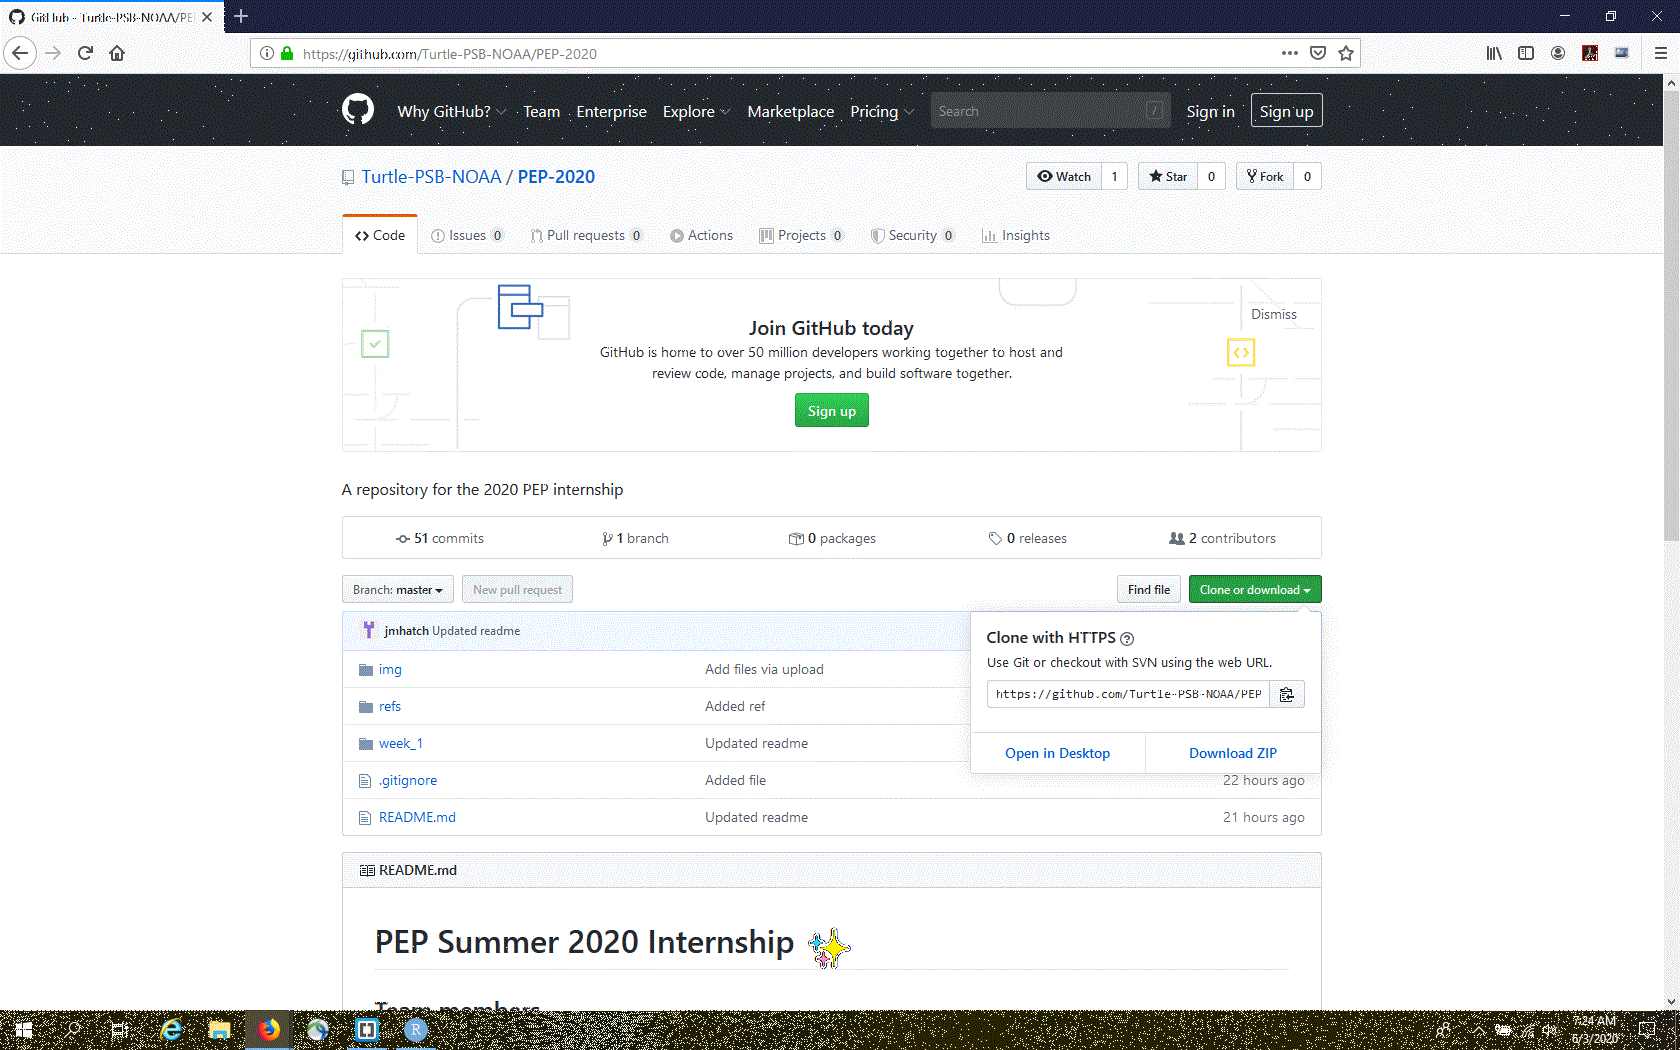 GitHub - Turtle-PSB-NOAA/PE
https://github.com/Turtle-PSB-NOAA/PEP-2020
Why GitHub? Team Enterprise Explore Marketplace Pricing Search / Sign in Sign up
Turtle-PSB-NOAA / PEP-2020
Watch 1 Star 0 Fork 0
Code Issues 0 Pull requests 0 Actions Projects 0 Security 0 Insights
Dismiss
Join GitHub today
GitHub is home to over 50 million developers working together to host and
review code, manage projects, and build software together.
Sign up
A repository for the 2020 PEP internship
51 commits 1 branch 0 packages 0 releases 2 contributors
Branch: master New pull request Find file Clone or download
jmhatch Updated readme
Clone with HTTPS ?
Use Git or checkout with SVN using the web URL.
https://github.com/Turtle-PSB-NOAA/PEP
Open in Desktop Download ZIP
img Add files via upload
refs Added ref
week_1 Updated readme
.gitignore Added file 22 hours ago
README.md Updated readme 21 hours ago
README.md
PEP Summer 2020 Internship
Team members
7:24 AM
6/3/2020